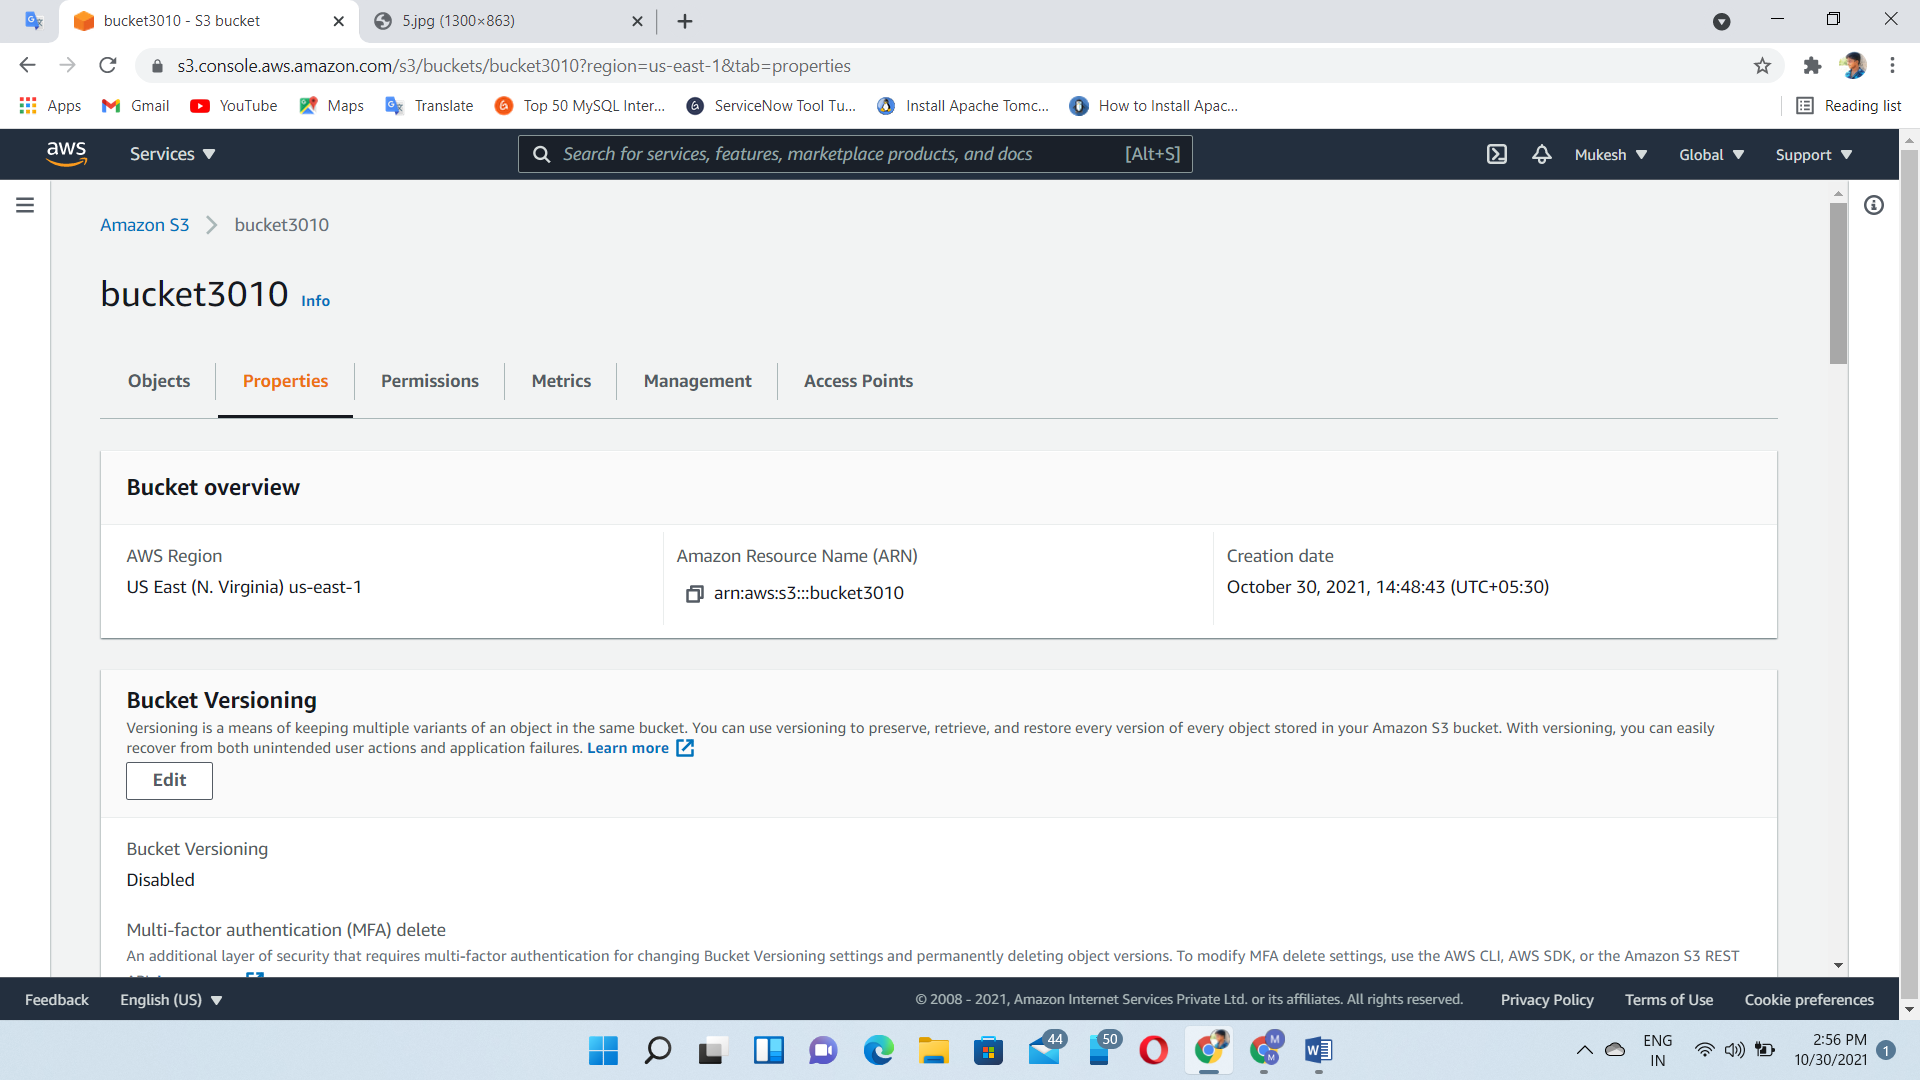 bucket3010 - S3 bucket
5.jpg (1300×863)
s3.console.aws.amazon.com/s3/buckets/bucket3010?region=us-east-1&tab=properties
Apps
Gmail
YouTube
Maps
Translate
Top 50 MySQL Inter...
ServiceNow Tool Tu...
Install Apache Tomc...
How to Install Apac...
Reading list
aws
Services
Search for services, features, marketplace products, and docs
[Alt+S]
Mukesh
Global
Support
Amazon S3
bucket3010
bucket3010 Info
Objects
Properties
Permissions
Metrics
Management
Access Points
Bucket overview
AWS Region
US East (N. Virginia) us-east-1
Amazon Resource Name (ARN)
arn:aws:s3:::bucket3010
Creation date
October 30, 2021, 14:48:43 (UTC+05:30)
Bucket Versioning
Versioning is a means of keeping multiple variants of an object in the same bucket. You can use versioning to preserve, retrieve, and restore every version of every object stored in your Amazon S3 bucket. With versioning, you can easily
recover from both unintended user actions and application failures. Learn more
Edit
Bucket Versioning
Disabled
Multi-factor authentication (MFA) delete
An additional layer of security that requires multi-factor authentication for changing Bucket Versioning settings and permanently deleting object versions. To modify MFA delete settings, use the AWS CLI, AWS SDK, or the Amazon S3 REST
Feedback
English (US)
© 2008 - 2021, Amazon Internet Services Private Ltd. or its affiliates. All rights reserved.
Privacy Policy
Terms of Use
Cookie preferences
44
50
M
M
ENG
IN
2:56 PM
10/30/2021
1